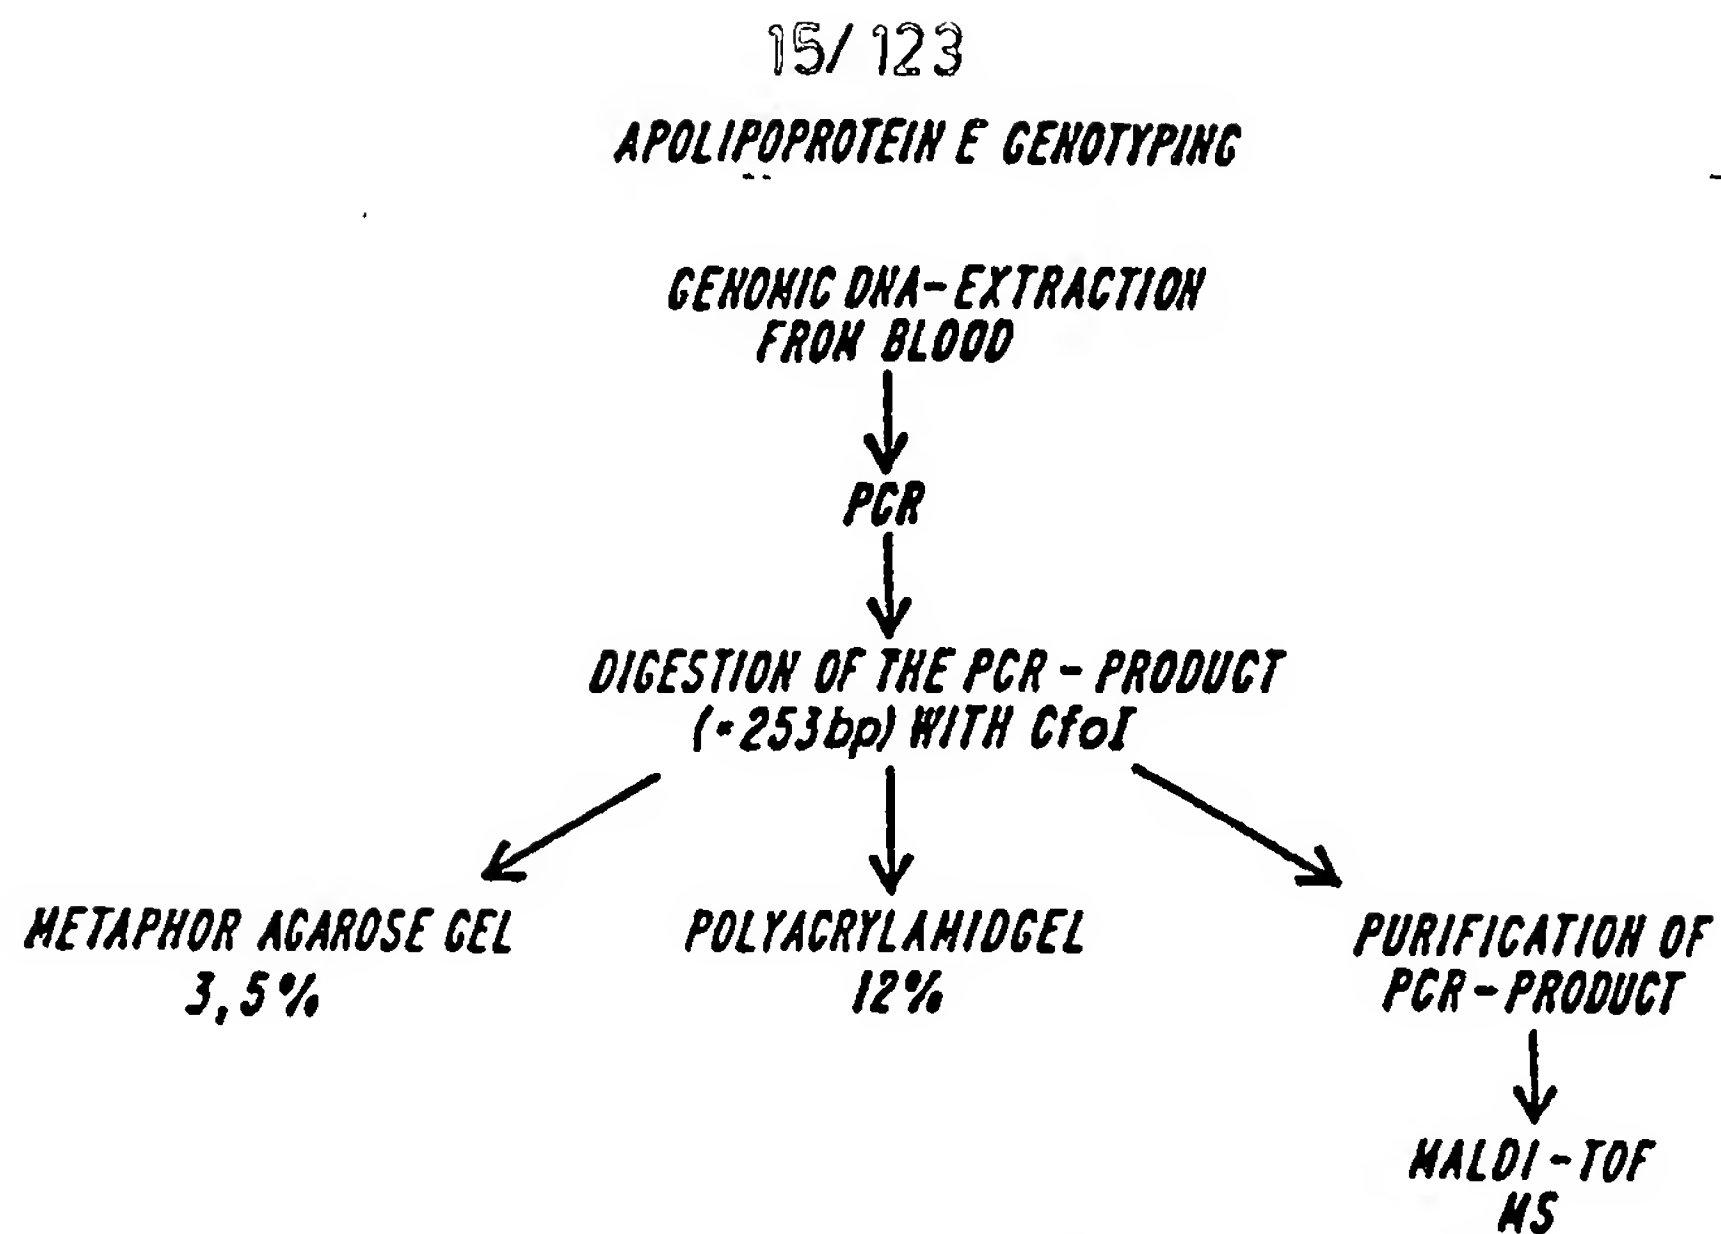 15/123
APOLIPOPROTEIN E GENOTYPING
GENOMIC DNA-EXTRACTION
FROM BLOOD
PCR
DIGESTION OF THE PCR - PRODUCT
(=253bp) WITH CfoI
METAPHOR AGAROSE GEL
3,5%
POLYACRYLAMIDGEL
12%
PURIFICATION OF
PCR-PRODUCT
MALDI-TOF
MS